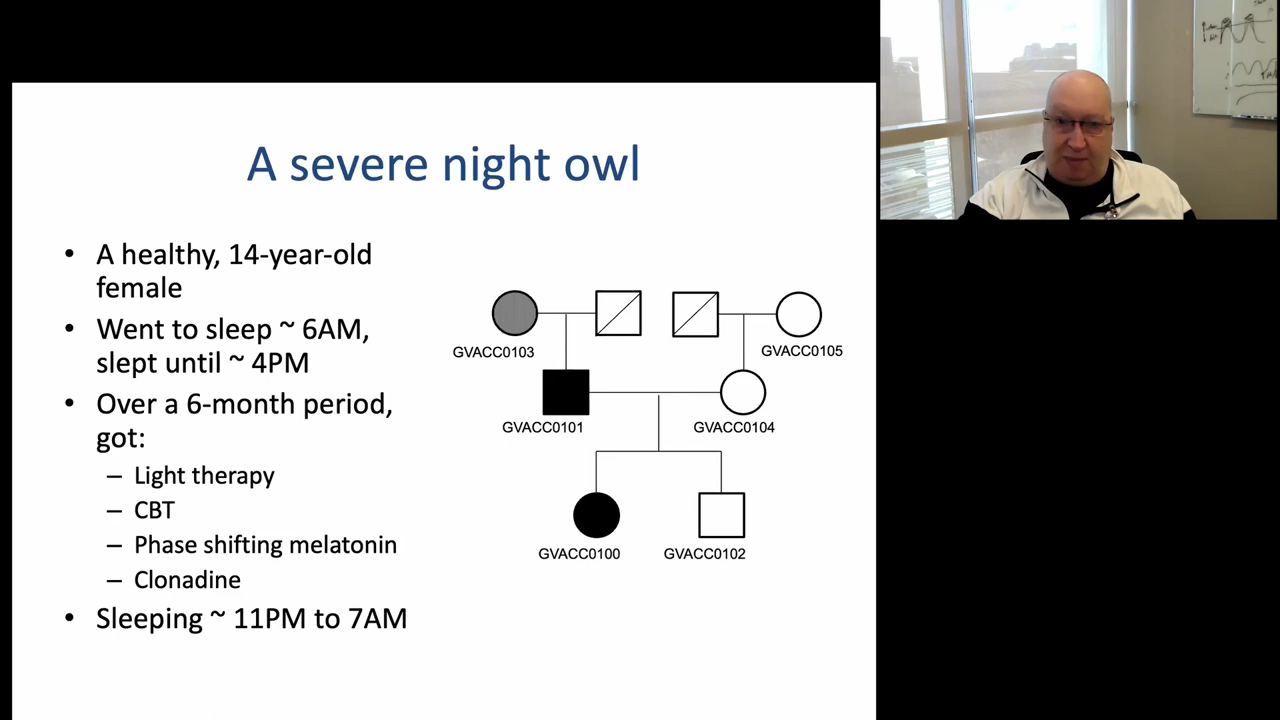 A severe night owl
• A healthy, 14-year-old
female
• Went to sleep ~ 6AM,
slept until ~ 4PM
• Over a 6-month period,
got:
– Light therapy
– CBT
– Phase shifting melatonin
– Clonadine
• Sleeping ~ 11PM to 7AM
GVACC0103
GVACC0105
GVACC0101
GVACC0104
GVACC0100
GVACC0102